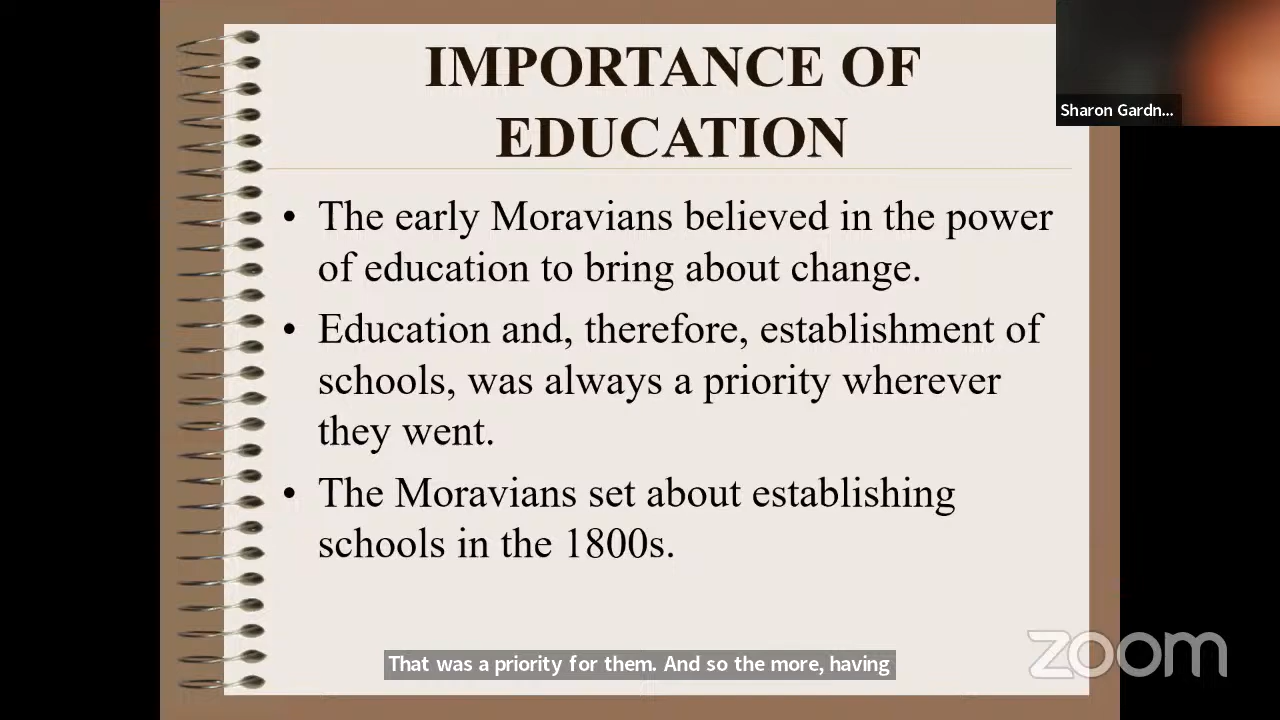 IMPORTANCE OF
EDUCATION
Sharon Gardn...
• The early Moravians believed in the power
of education to bring about change.
• Education and, therefore, establishment of
schools, was always a priority wherever
they went.
• The Moravians set about establishing
schools in the 1800s.
That was a priority for them. And so the more, having
zoom